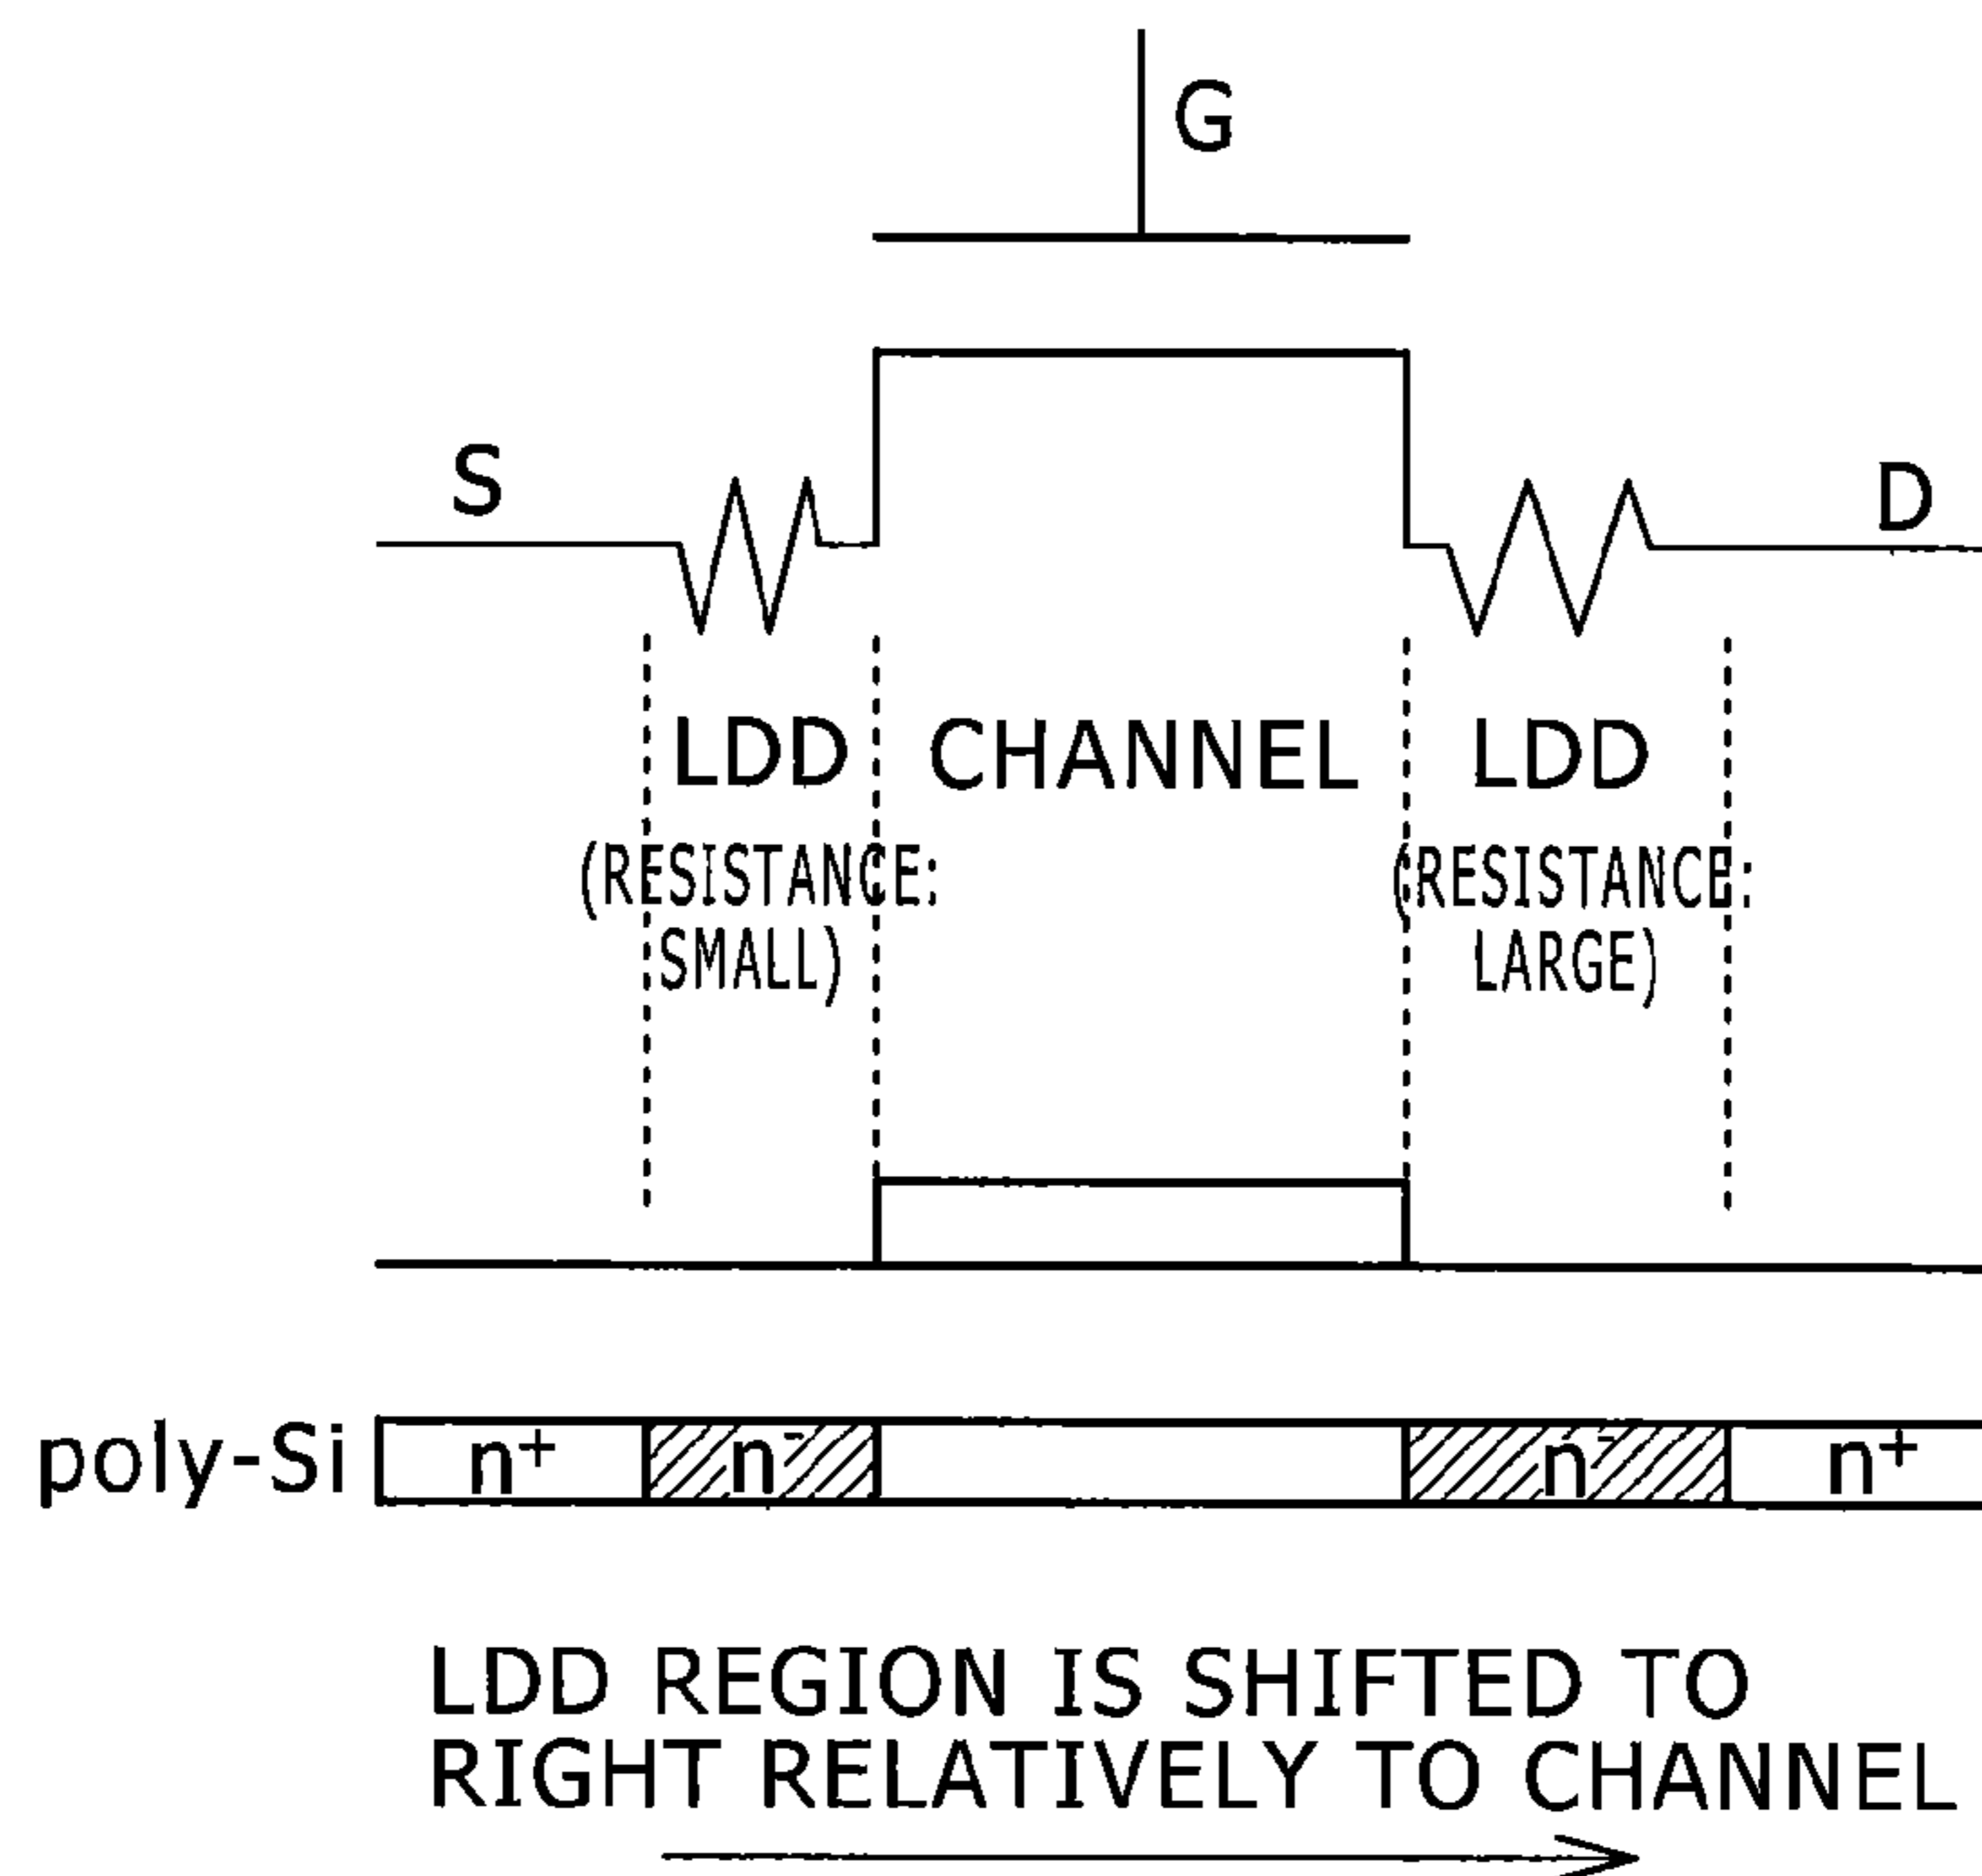 G
S
D
LDD CHANNEL LDD
(RESISTANCE: SMALL)
(RESISTANCE: LARGE)
poly-Si n⁺ n⁻ n⁻ n⁺
LDD REGION IS SHIFTED TO
RIGHT RELATIVELY TO CHANNEL